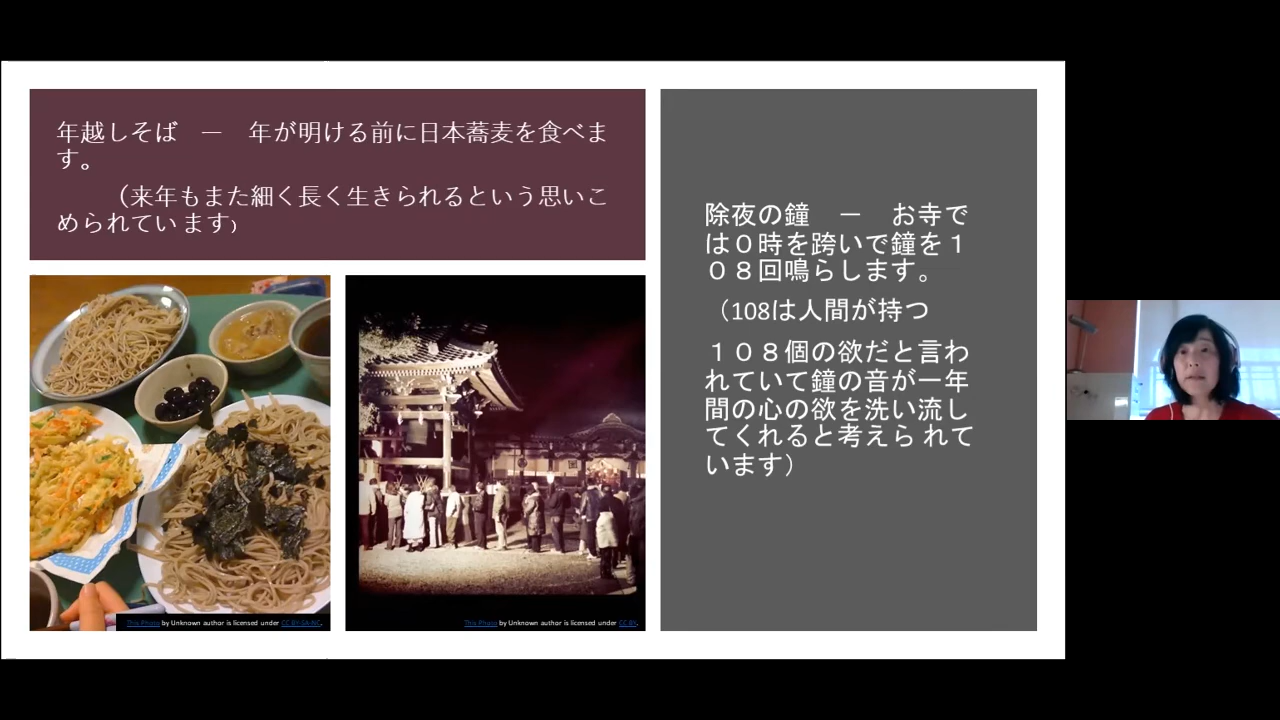 年越しそば　―　年が明ける前に日本蕎麦を食べま
す。
（来年もまた細く長く生きられるという思いこ
められています)
除夜の鐘　－　お寺で
は０時を跨いで鐘を１
０８回鳴らします。
（108は人間が持つ
１０８個の欲だと言わ
れていて鐘の音が一年
間の心の欲を洗い流し
てくれると考えら れて
います）
This Photo by Unknown author is licensed under CC BY-SA-NC.
This Photo by Unknown author is licensed under CC BY.